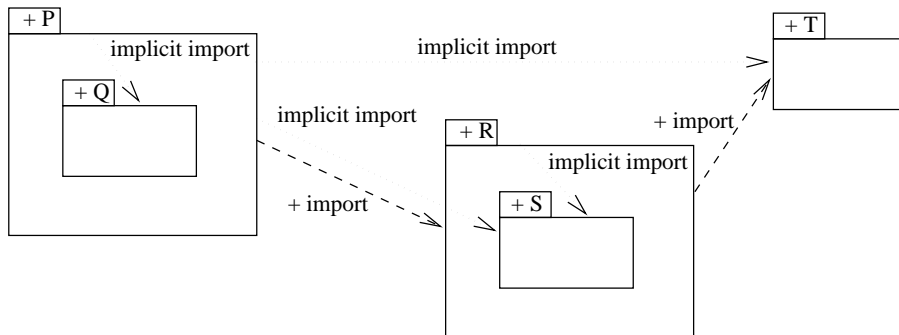 + P
+ T
implicit import
implicit import
+ Q
implicit import
+ import
+ R
implicit import
+ import
+ S